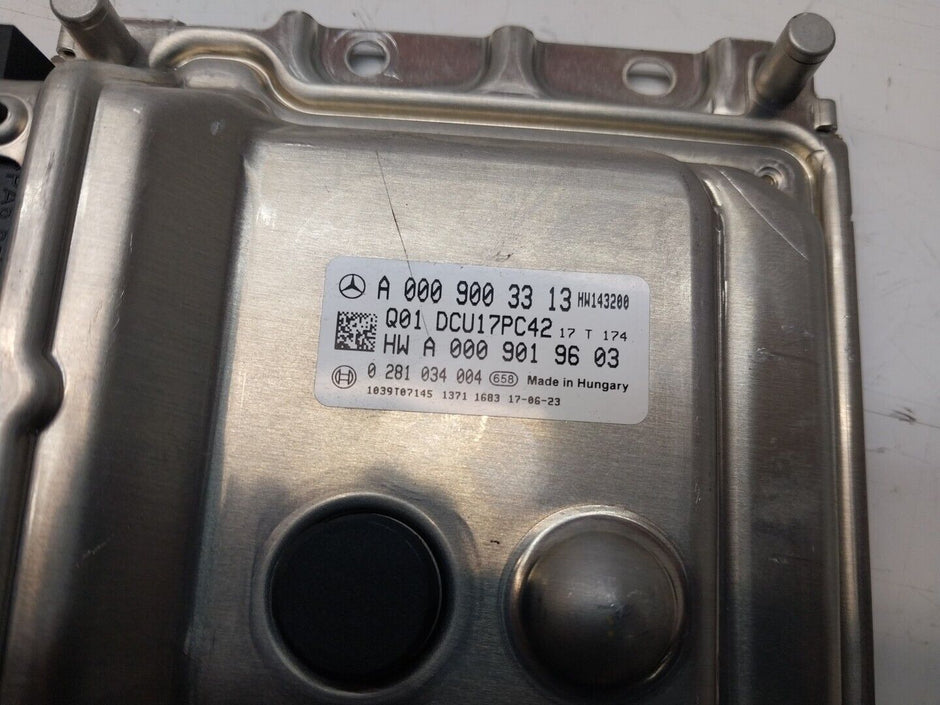 A 000 900 33 13 HW143200
Q01 DCU17PC42 17 T 174
HW A 000 901 96 03
0 281 034 004 658 Made in Hungary
1039T07145 1371 1683 17-06-23